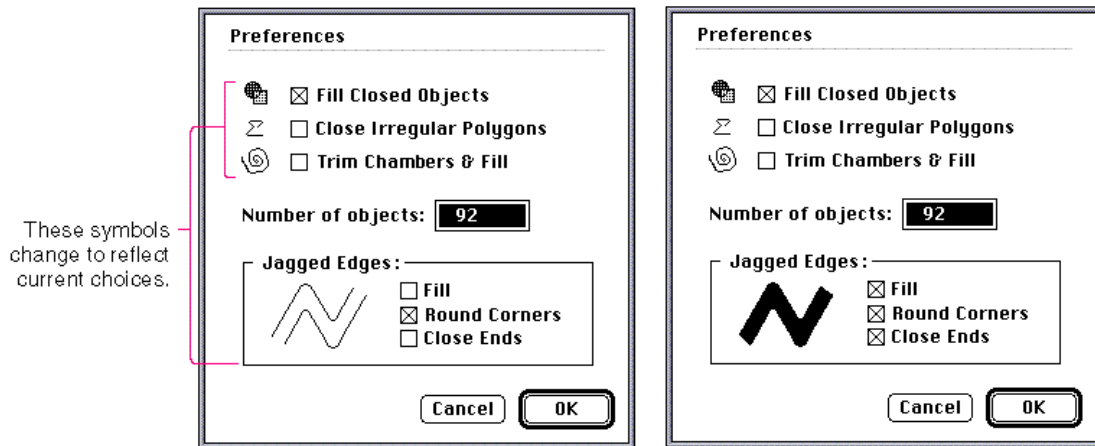 Preferences
Fill Closed Objects
Close Irregular Polygons
Trim Chambers & Fill
Number of objects: 92
Jagged Edges:
Fill
Round Corners
Close Ends
Cancel OK
These symbols
change to reflect
current choices.
Preferences
Fill Closed Objects
Close Irregular Polygons
Trim Chambers & Fill
Number of objects: 92
Jagged Edges:
Fill
Round Corners
Close Ends
Cancel OK